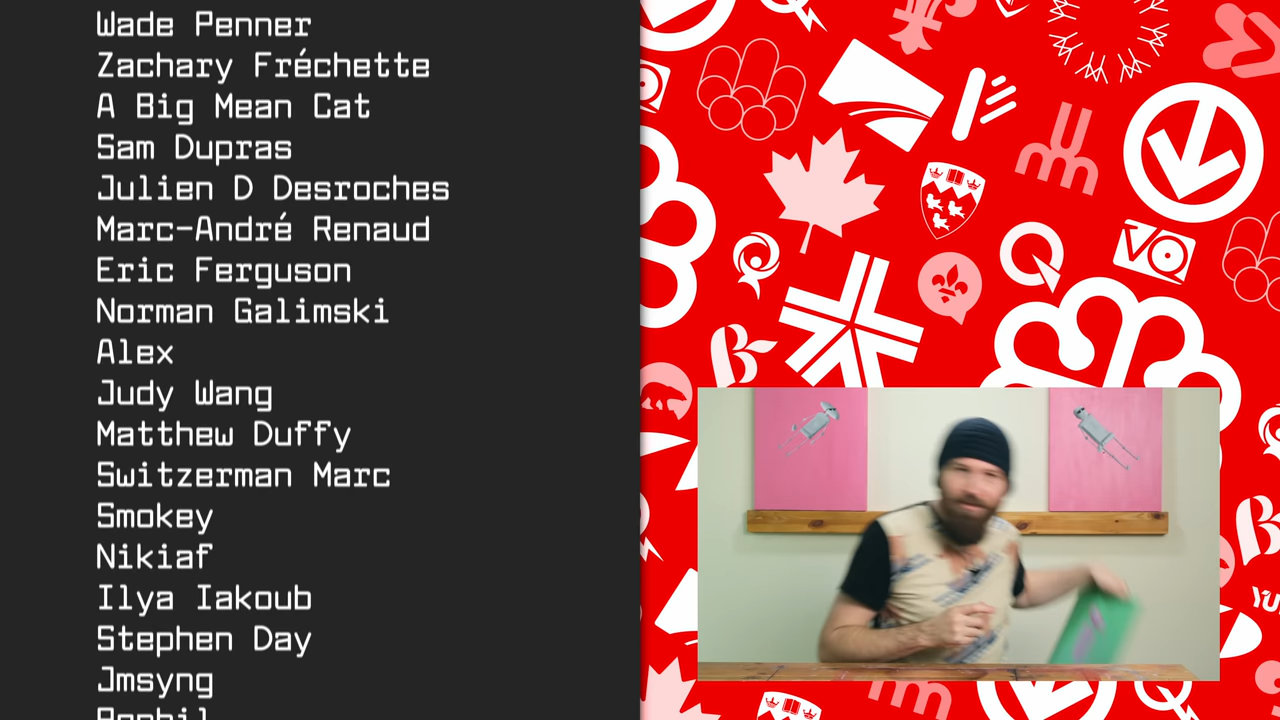 Wade Penner
Zachary Fréchette
A Big Mean Cat
Sam Dupras
Julien D Desroches
Marc-André Renaud
Eric Ferguson
Norman Galimski
Alex
Judy Wang
Matthew Duffy
Switzerman Marc
Smokey
Nikiaf
Ilya Iakoub
Stephen Day
Jmsyng
VQ